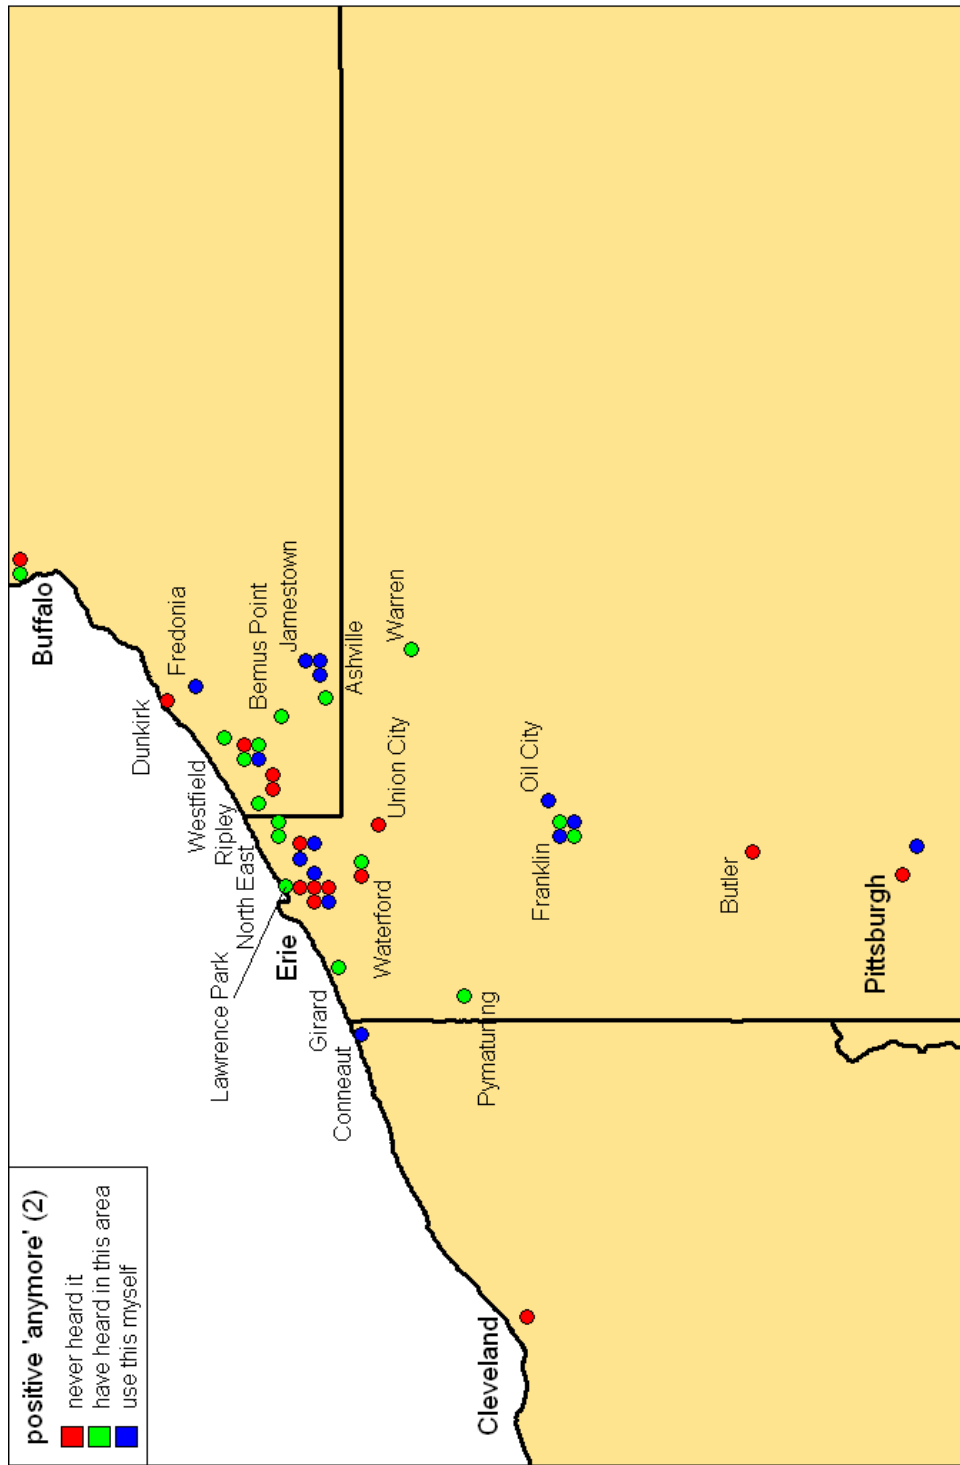 positive 'anymore' (2)
never heard it
have heard in this area
use this myself
Buffalo
Dunkirk
Fredonia
Westfield
Bemus Point
Jamestown
Ripley
Ashville
North East
Warren
Lawrence Park
Erie
Union City
Girard
Waterford
Conneaut
Pymatuning
Oil City
Franklin
Cleveland
Butler
Pittsburgh